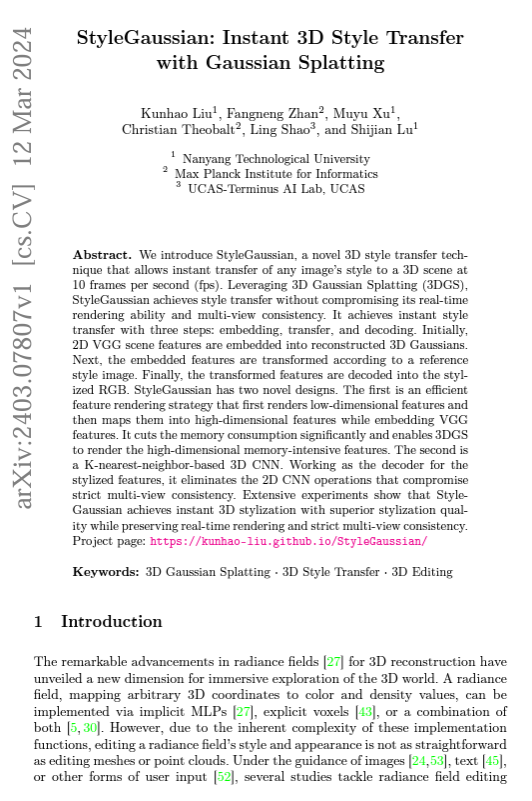 StyleGaussian: Instant 3D Style Transfer
with Gaussian Splatting
Kunhao Liu1, Fangneng Zhan2, Muyu Xu1,
Christian Theobalt2, Ling Shao3, and Shijian Lu1
1 Nanyang Technological University
2 Max Planck Institute for Informatics
3 UCAS-Terminus AI Lab, UCAS
arXiv:2403.07807v1 [cs.CV] 12 Mar 2024
Abstract. We introduce StyleGaussian, a novel 3D style transfer tech-
nique that allows instant transfer of any image's style to a 3D scene at
10 frames per second (fps). Leveraging 3D Gaussian Splatting (3DGS),
StyleGaussian achieves style transfer without compromising its real-time
rendering ability and multi-view consistency. It achieves instant style
transfer with three steps: embedding, transfer, and decoding. Initially,
2D VGG scene features are embedded into reconstructed 3D Gaussians.
Next, the embedded features are transformed according to a reference
style image. Finally, the transformed features are decoded into the styl-
ized RGB. StyleGaussian has two novel designs. The first is an efficient
feature rendering strategy that first renders low-dimensional features and
then maps them into high-dimensional features while embedding VGG
features. It cuts the memory consumption significantly and enables 3DGS
to render the high-dimensional memory-intensive features. The second is
a K-nearest-neighbor-based 3D CNN. Working as the decoder for the
stylized features, it eliminates the 2D CNN operations that compromise
strict multi-view consistency. Extensive experiments show that Style-
Gaussian achieves instant 3D stylization with superior stylization qual-
ity while preserving real-time rendering and strict multi-view consistency.
Project page: https://kunhao-liu.github.io/StyleGaussian/
Keywords: 3D Gaussian Splatting · 3D Style Transfer · 3D Editing
1 Introduction
The remarkable advancements in radiance fields [27] for 3D reconstruction have
unveiled a new dimension for immersive exploration of the 3D world. A radiance
field, mapping arbitrary 3D coordinates to color and density values, can be
implemented via implicit MLPs [27], explicit voxels [43], or a combination of
both [5,30]. However, due to the inherent complexity of these implementation
functions, editing a radiance field's style and appearance is not as straightforward
as editing meshes or point clouds. Under the guidance of images [24,53], text [45],
or other forms of user input [52], several studies tackle radiance field editing